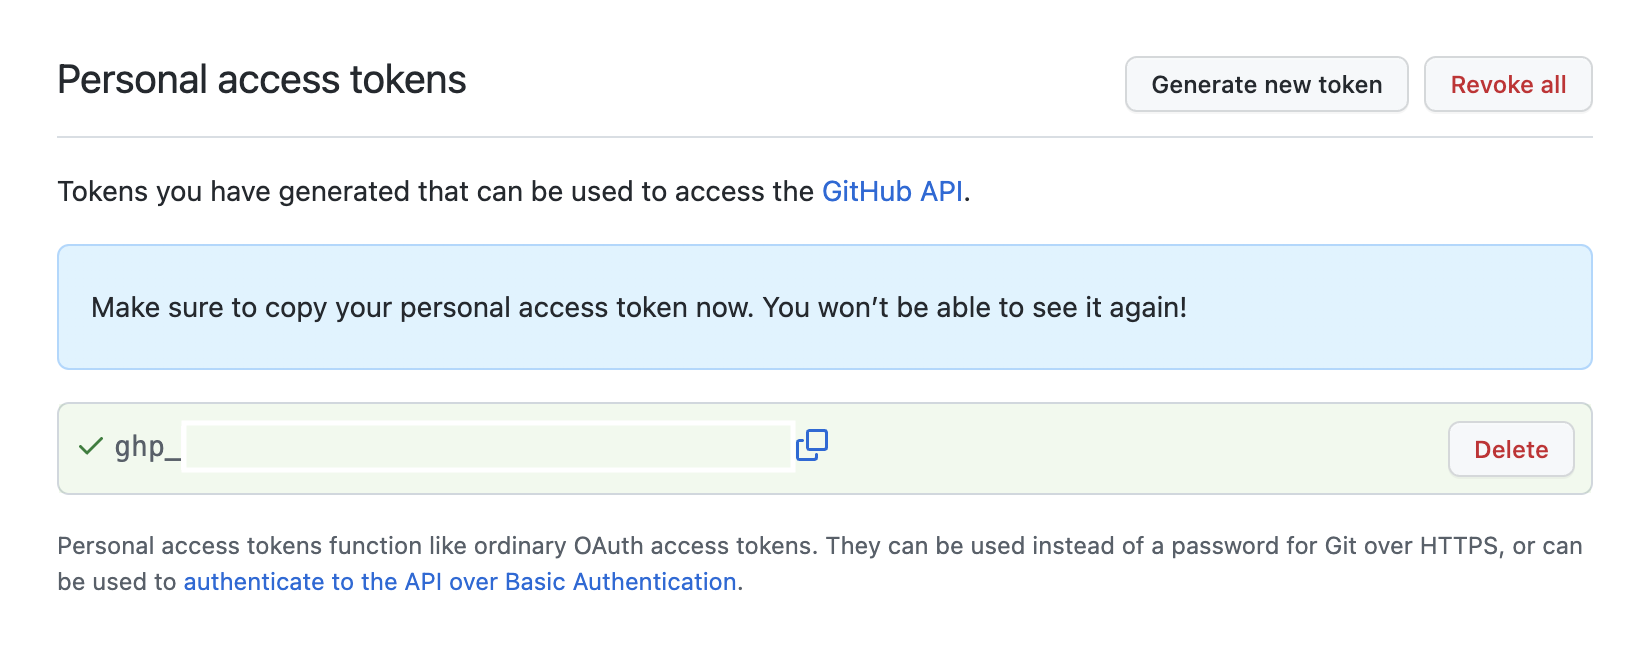 Personal access tokens
Generate new token
Revoke all
Tokens you have generated that can be used to access the GitHub API.
Make sure to copy your personal access token now. You won’t be able to see it again!
ghp_
Delete
Personal access tokens function like ordinary OAuth access tokens. They can be used instead of a password for Git over HTTPS, or can
be used to authenticate to the API over Basic Authentication.